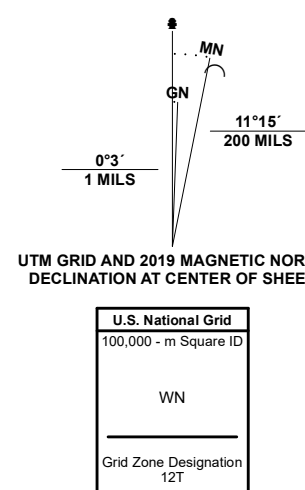 MN
GN
11°15´
200 MILS
0°3´
1 MILS
UTM GRID AND 2019 MAGNETIC NOR
DECLINATION AT CENTER OF SHEE
U.S. National Grid
100,000 - m Square ID
WN
Grid Zone Designation
12T